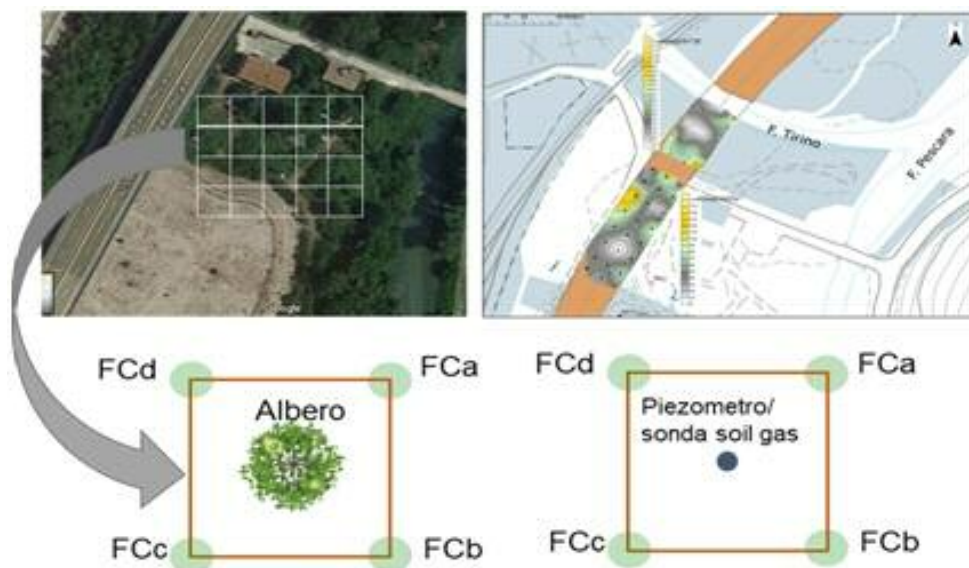 F. Tirino
F. Pescara
FCd
FCa
Albero
FCc
FCb
FCd
FCa
Piezometro/
sonda soil gas
FCc
FCb